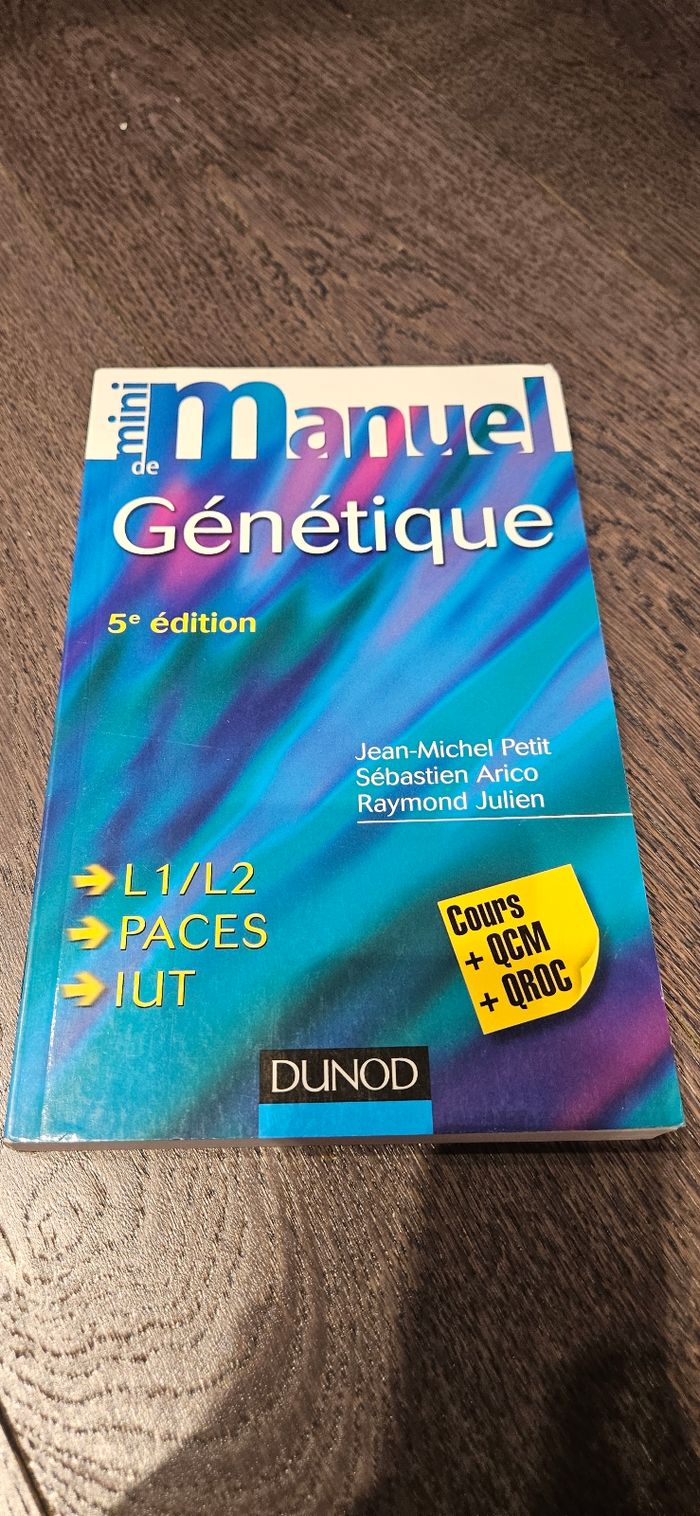 mini
de
manuel
Génétique
5e édition
Jean-Michel Petit
Sébastien Arico
Raymond Julien
L1/L2
PACES
IUT
Cours
+ QCM
+ QROC
DUNOD